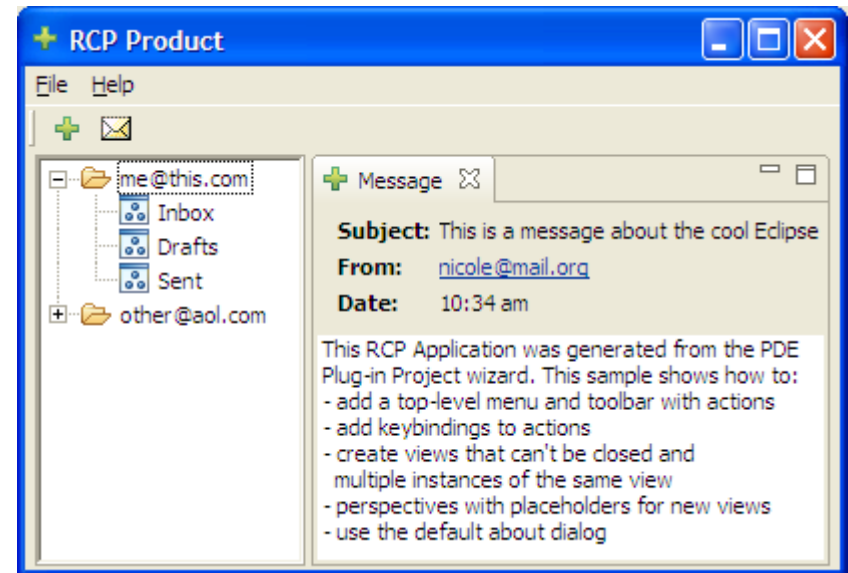 RCP Product
File Help
me@this.com
Inbox
Drafts
Sent
other@aol.com
Message
Subject: This is a message about the cool Eclipse
From: nicole@mail.org
Date: 10:34 am
This RCP Application was generated from the PDE
Plug-in Project wizard. This sample shows how to:
- add a top-level menu and toolbar with actions
- add keybindings to actions
- create views that can't be closed and
multiple instances of the same view
- perspectives with placeholders for new views
- use the default about dialog